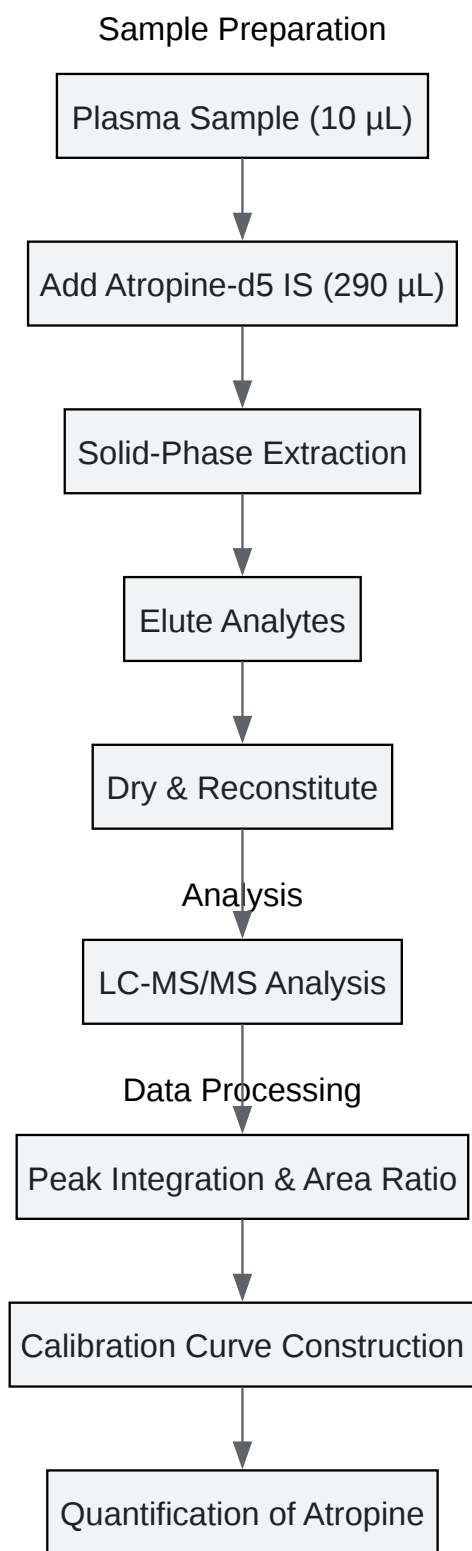 Sample Preparation
Plasma Sample (10 µL)
Add Atropine-d5 IS (290 µL)
Solid-Phase Extraction
Elute Analytes
Dry & Reconstitute
Analysis
LC-MS/MS Analysis
Data Processing
Peak Integration & Area Ratio
Calibration Curve Construction
Quantification of Atropine